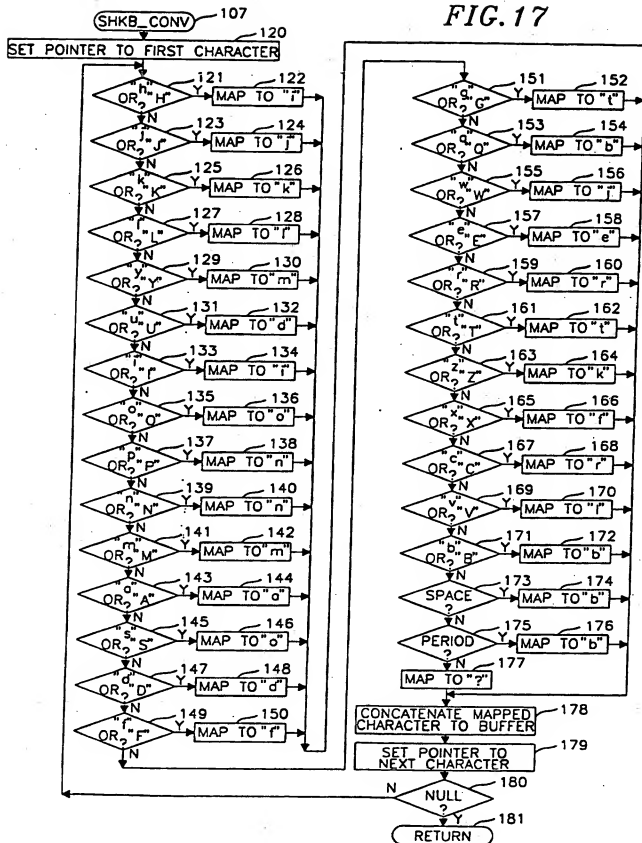 FIG. 17
SHKB_CONV 107
120
SET POINTER TO FIRST CHARACTER
121 122
"h" OR "H" ? Y MAP TO "i"
N 123 124
"j" OR "J" ? Y MAP TO "j"
N 125 126
"k" OR "K" ? Y MAP TO "k"
N 127 128
"l" OR "L" ? Y MAP TO "l"
N 129 130
"y" OR "Y" ? Y MAP TO "m"
N 131 132
"u" OR "U" ? Y MAP TO "d"
N 133 134
"i" OR "I" ? Y MAP TO "i"
N 135 136
"o" OR "O" ? Y MAP TO "o"
N 137 138
"p" OR "P" ? Y MAP TO "n"
N 139 140
"n" OR "N" ? Y MAP TO "n"
N 141 142
"m" OR "M" ? Y MAP TO "m"
N 143 144
"a" OR "A" ? Y MAP TO "a"
N 145 146
"s" OR "S" ? Y MAP TO "o"
N 147 148
"d" OR "D" ? Y MAP TO "d"
N 149 150
"f" OR "F" ? Y MAP TO "f"
N
151 152
"g" OR "G" ? Y MAP TO "t"
N 153 154
"q" OR "Q" ? Y MAP TO "b"
N 155 156
"w" OR "W" ? Y MAP TO "j"
N 157 158
"e" OR "E" ? Y MAP TO "e"
N 159 160
"r" OR "R" ? Y MAP TO "r"
N 161 162
"t" OR "T" ? Y MAP TO "t"
N 163 164
"z" OR "Z" ? Y MAP TO "k"
N 165 166
"x" OR "X" ? Y MAP TO "f"
N 167 168
"c" OR "C" ? Y MAP TO "r"
N 169 170
"v" OR "V" ? Y MAP TO "l"
N 171 172
"b" OR "B" ? Y MAP TO "b"
N 173 174
SPACE ? Y MAP TO "b"
N 175 176
PERIOD ? Y MAP TO "b"
N 177
MAP TO "?"
178
CONCATENATE MAPPED
CHARACTER TO BUFFER
179
SET POINTER TO
NEXT CHARACTER
180
N NULL ?
Y 181
RETURN